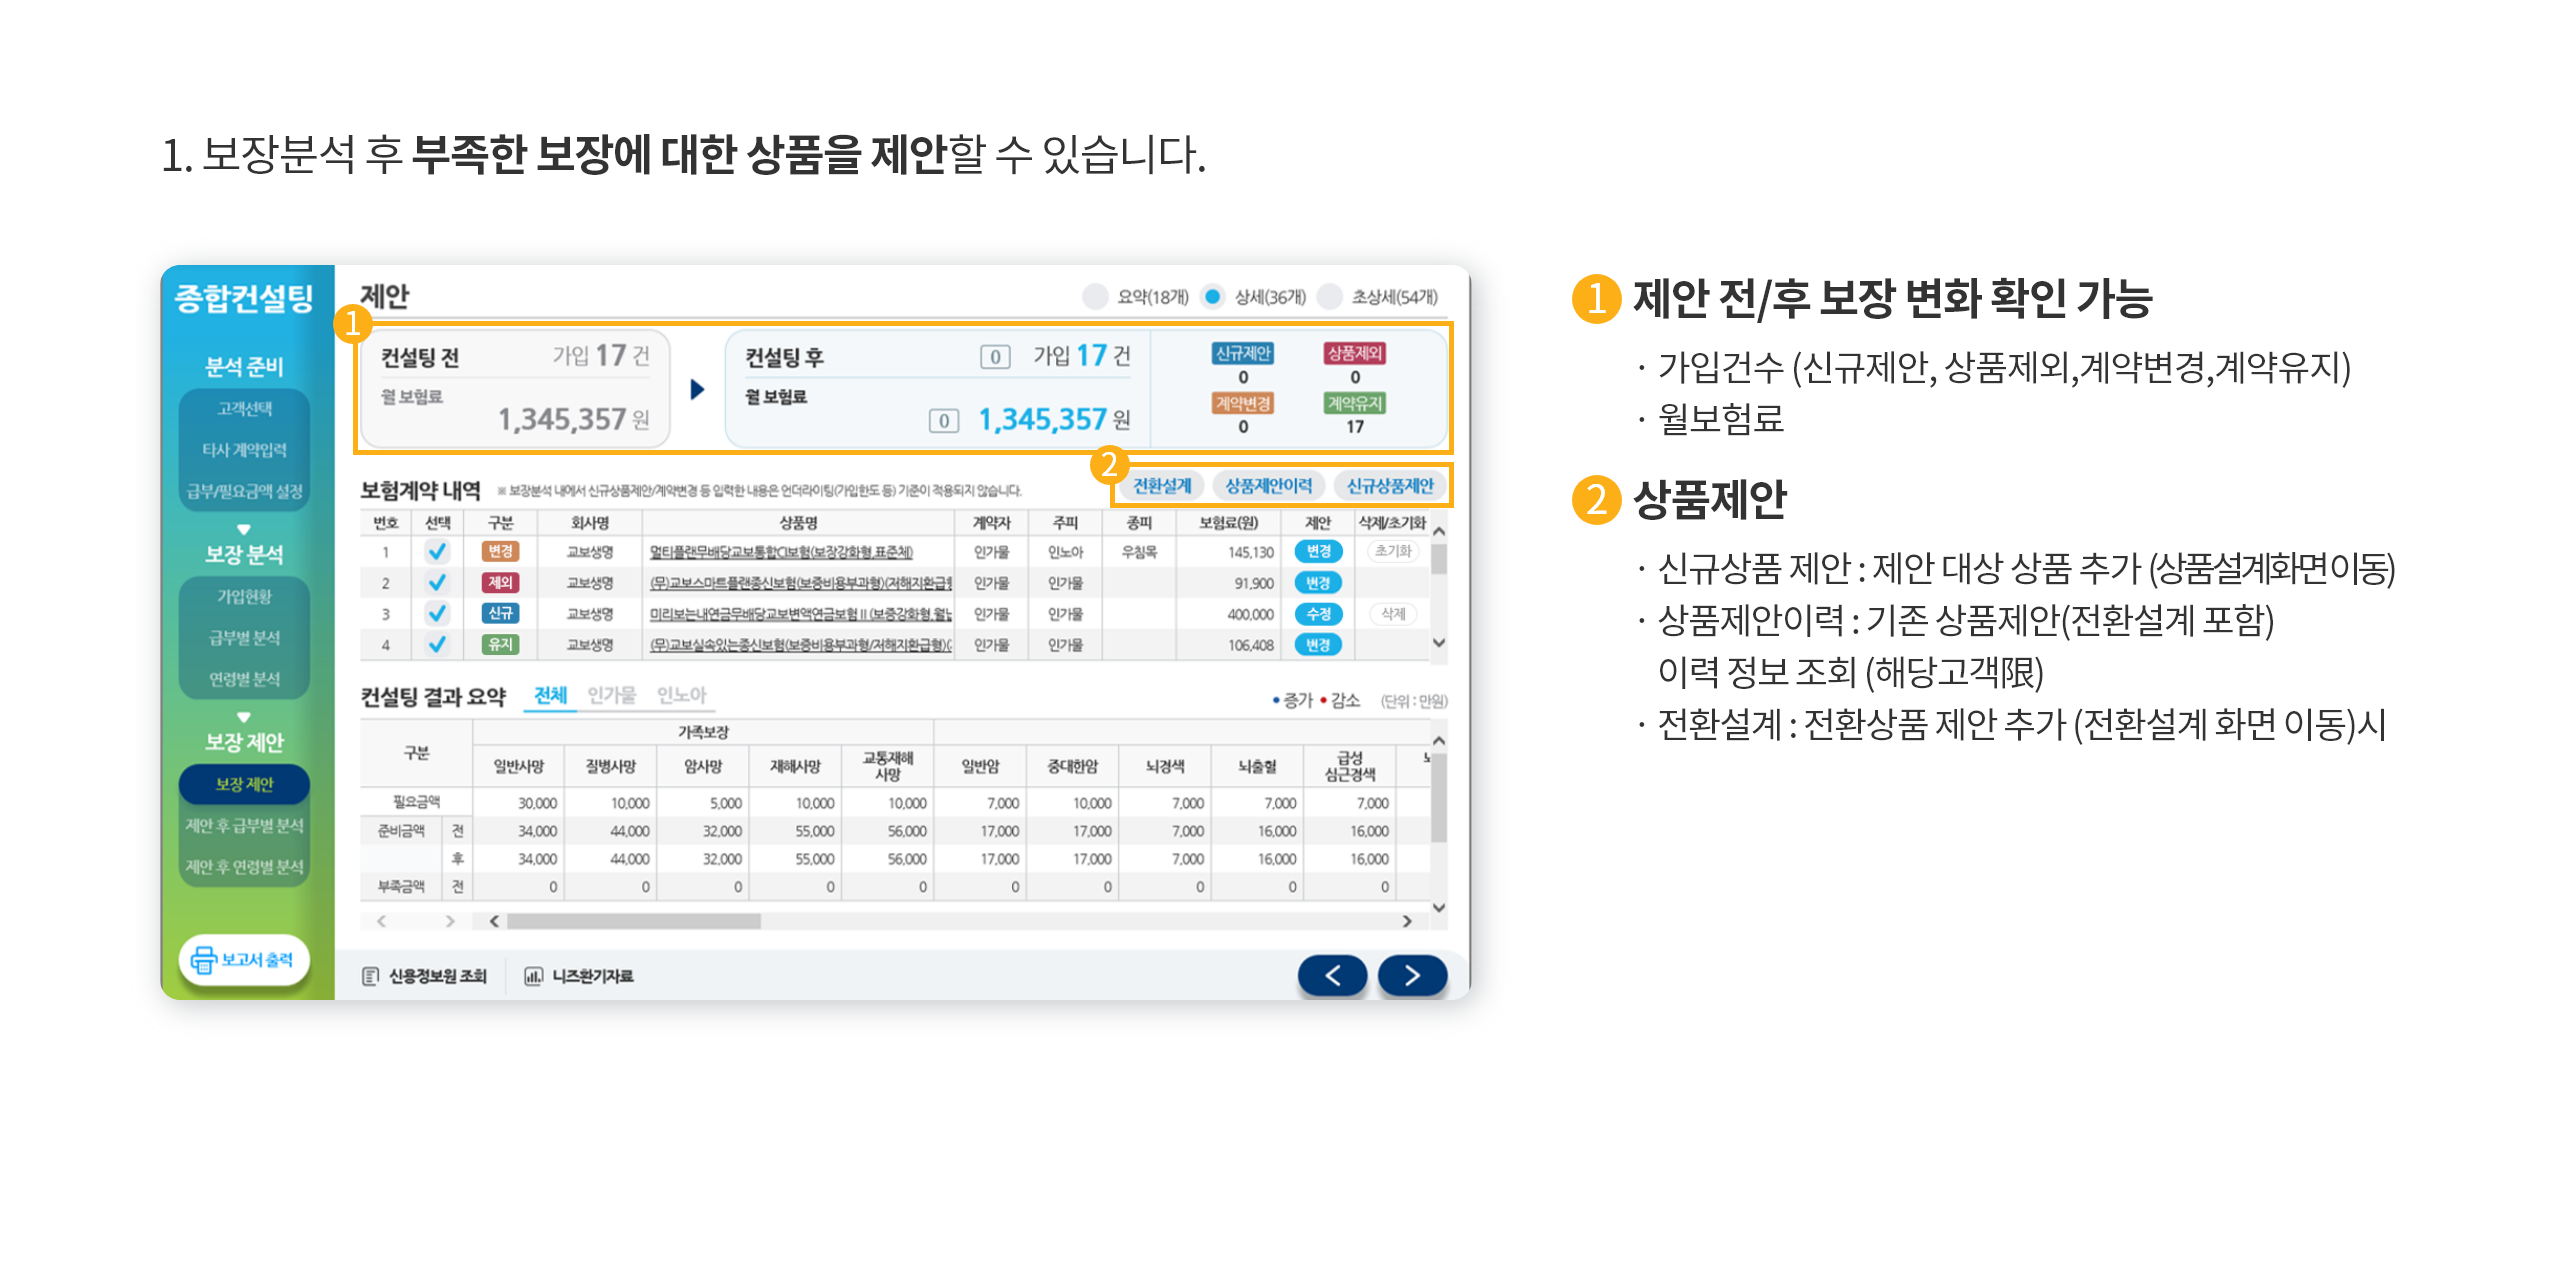 1. 보장분석 후 부족한 보장에 대한 상품을 제안할 수 있습니다.
종합컨설팅
분석 준비
고객선택
타사 계약입력
급부/필요금액 설정
보장 분석
가입현황
급부별 분석
연령별 분석
보장 제안
보장 제안
제안 후 급부별 분석
제안 후 연령별 분석
보고서 출력
제안
요약(18개) 상세(36개) 초상세(54개)
1
컨설팅 전 가입 17 건
월 보험료
1,345,357 원
컨설팅 후 0 가입 17 건
월 보험료
0 1,345,357 원
신규제안 상품제외
0 0
계약변경 계약유지
0 17
2
보험계약 내역 ※ 보장분석 내에서 신규상품제안/계약변경 등 입력한 내용은 언더라이팅(가입한도 등) 기준이 적용되지 않습니다.
전환설계 상품제안이력 신규상품제안
번호 선택 구분 회사명 상품명 계약자 주피 종피 보험료(원) 제안 삭제/초기화
1 변경 교보생명 멀티플랜무배당교보통합CI보험(보장강화형,표준체) 인가물 인노아 우침목 145,130 변경 초기화
2 제외 교보생명 (무)교보스마트플랜종신보험(보증비용부과형)(저해지환급형 인가물 인가물 91,900 변경
3 신규 교보생명 미리보는내연금무배당교보변액연금보험 II (보증강화형,월납 인가물 인가물 400,000 수정 삭제
4 유지 교보생명 (무)교보실속있는종신보험(보증비용부과형/저해지환급형)( 인가물 인가물 106,408 변경
컨설팅 결과 요약 전체 인가물 인노아 • 증가 • 감소 (단위 : 만원)
구분 가족보장
일반사망 질병사망 암사망 재해사망 교통재해 사망 일반암 중대한암 뇌경색 뇌출혈 급성 심근경색
필요금액 30,000 10,000 5,000 10,000 10,000 7,000 10,000 7,000 7,000 7,000
준비금액 전 34,000 44,000 32,000 55,000 56,000 17,000 17,000 7,000 16,000 16,000
후 34,000 44,000 32,000 55,000 56,000 17,000 17,000 7,000 16,000 16,000
부족금액 전 0 0 0 0 0 0 0 0 0 0
신용정보원 조회 니즈환기자료
1 제안 전/후 보장 변화 확인 가능
· 가입건수 (신규제안, 상품제외,계약변경,계약유지)
· 월보험료
2 상품제안
· 신규상품 제안 : 제안 대상 상품 추가 (상품설계화면이동)
· 상품제안이력 : 기존 상품제안(전환설계 포함)
이력 정보 조회 (해당고객限)
· 전환설계 : 전환상품 제안 추가 (전환설계 화면 이동)시